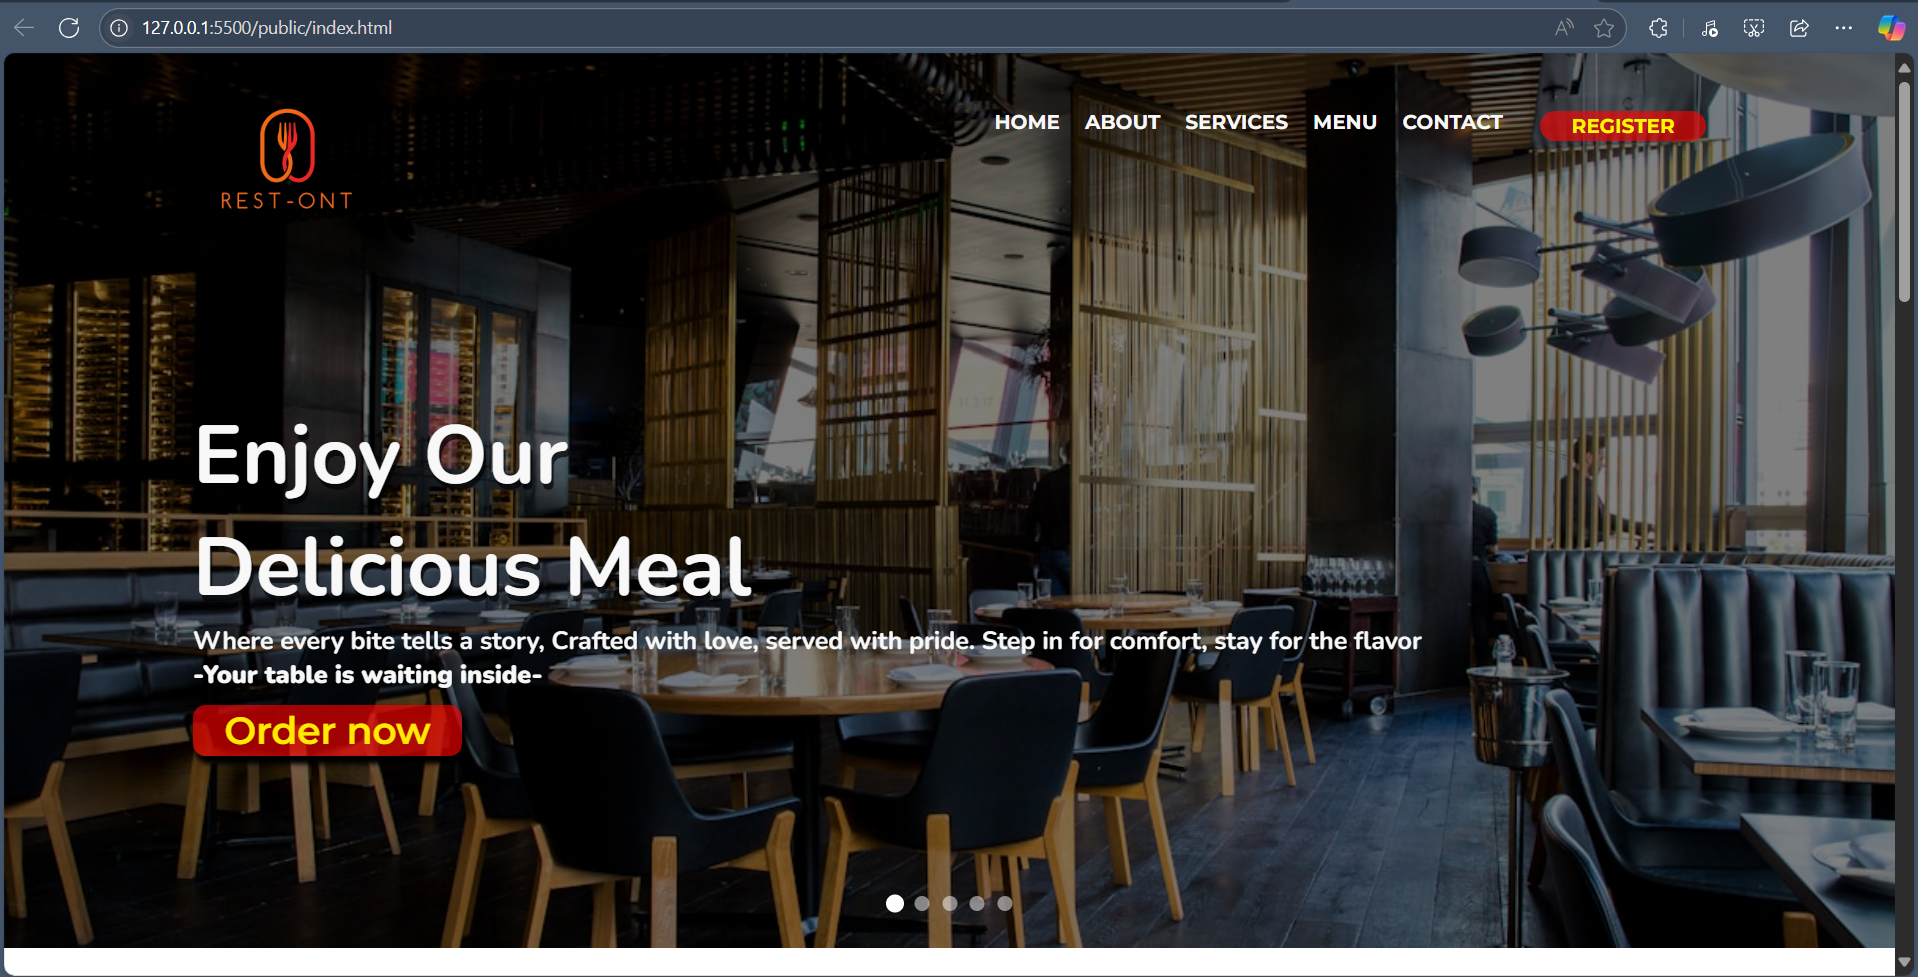 127.0.0.1:5500/public/index.html
REST-ONT
HOME ABOUT SERVICES MENU CONTACT REGISTER
Enjoy Our
Delicious Meal
Where every bite tells a story, Crafted with love, served with pride. Step in for comfort, stay for the flavor
-Your table is waiting inside-
Order now